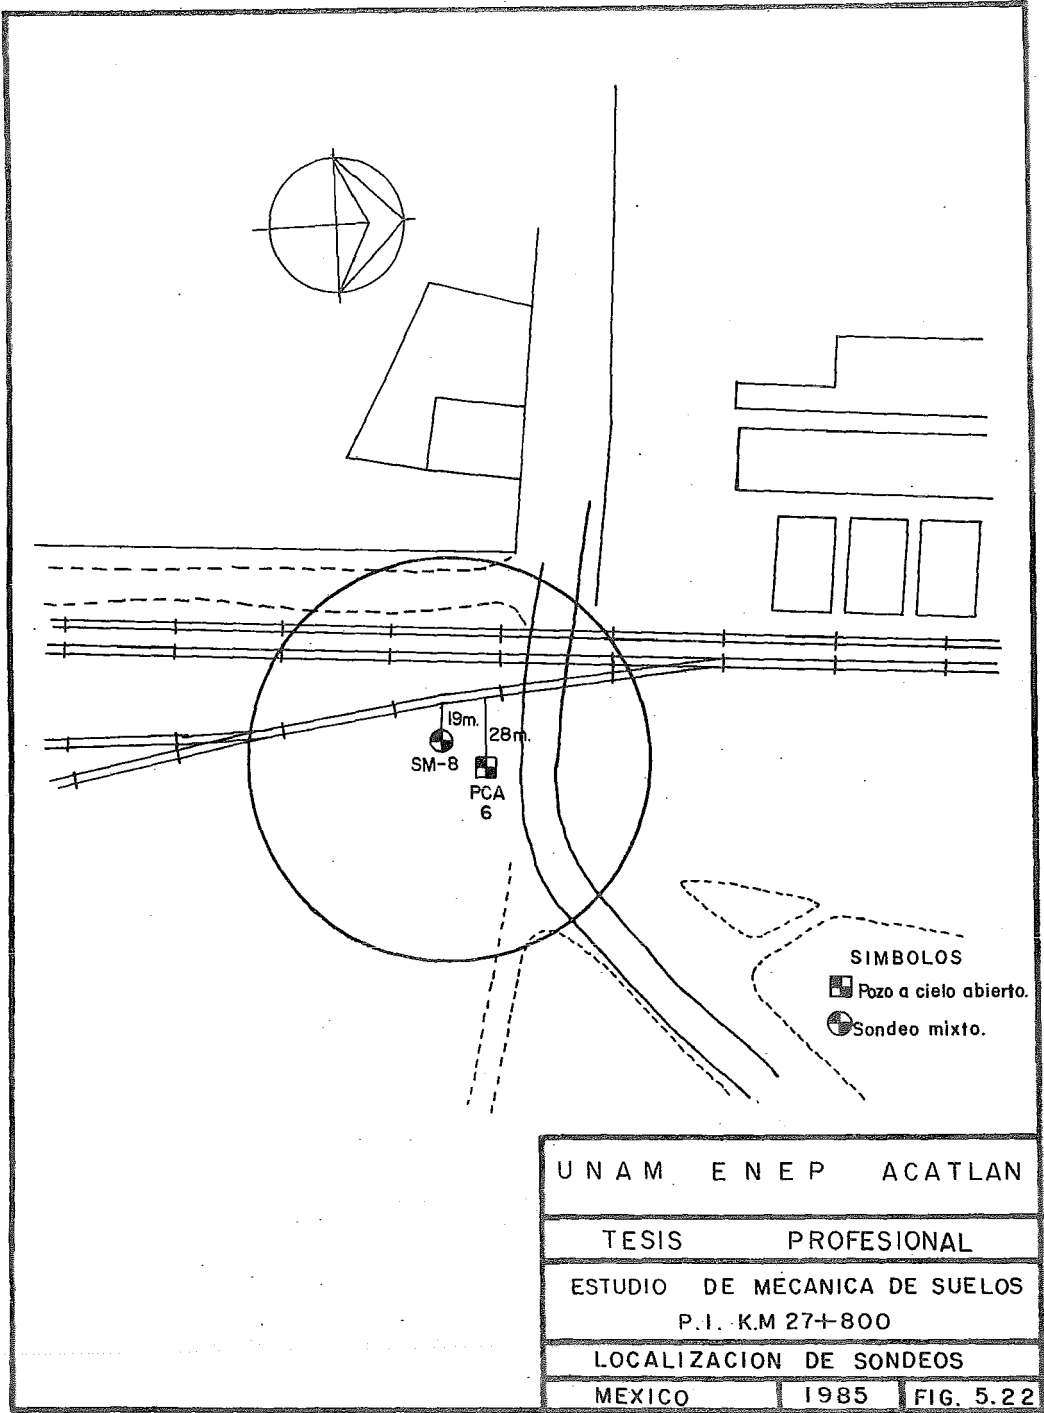 19m.
28m.
SM-8
PCA
6
SIMBOLOS
Pozo a cielo abierto.
Sondeo mixto.
UNAM ENEP ACATLAN
TESIS PROFESIONAL
ESTUDIO DE MECANICA DE SUELOS
P.I. K.M 27+800
LOCALIZACION DE SONDEOS
MEXICO 1985 FIG. 5.22